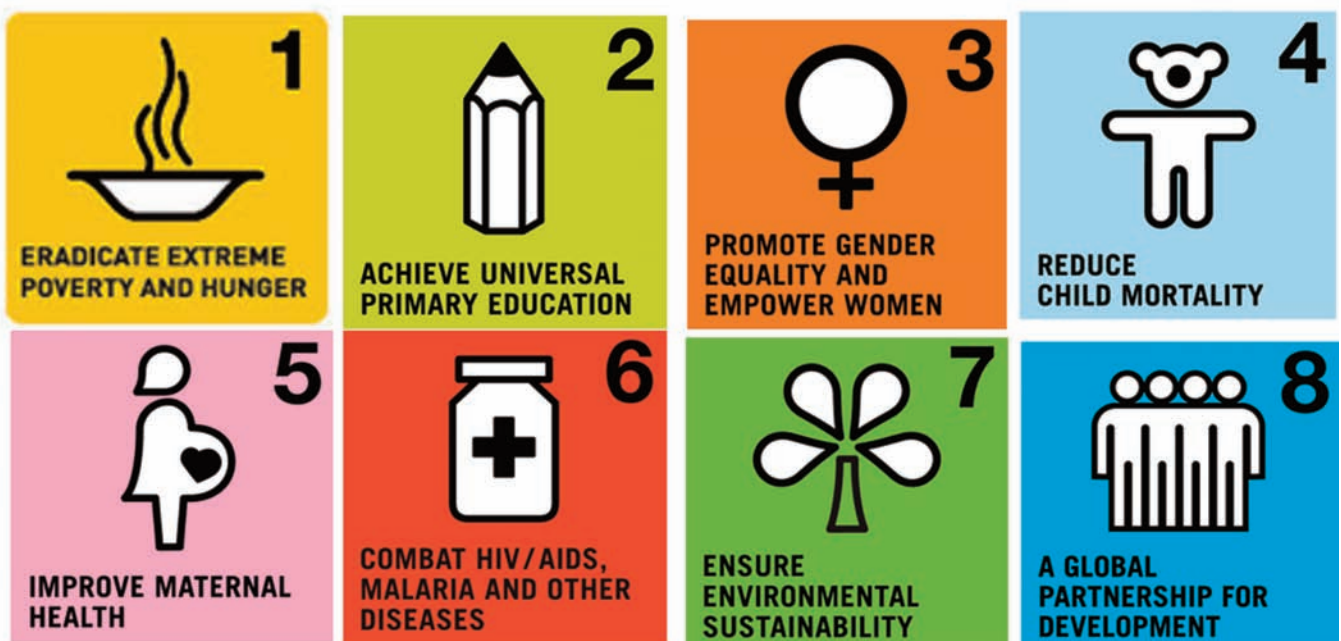 1
ERADICATE EXTREME
POVERTY AND HUNGER
2
ACHIEVE UNIVERSAL
PRIMARY EDUCATION
3
PROMOTE GENDER
EQUALITY AND
EMPOWER WOMEN
4
REDUCE
CHILD MORTALITY
5
IMPROVE MATERNAL
HEALTH
6
COMBAT HIV/AIDS,
MALARIA AND OTHER
DISEASES
7
ENSURE
ENVIRONMENTAL
SUSTAINABILITY
8
A GLOBAL
PARTNERSHIP FOR
DEVELOPMENT